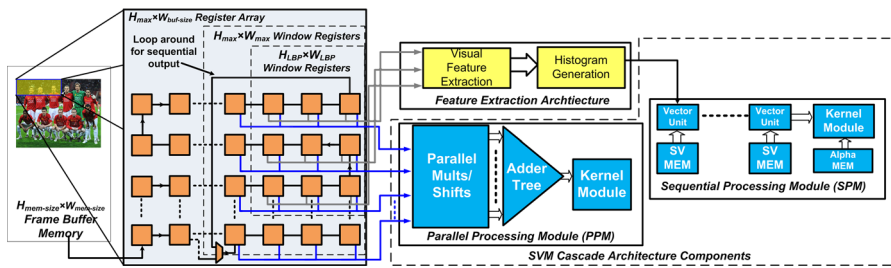 Hmax×Wbuf-size Register Array
Loop around
for sequential
output
Hmax×Wmax Window Registers
HLBP×WLBP
Window Registers
Hmem-size×Wmem-size
Frame Buffer
Memory
Visual
Feature
Extraction
Histogram
Generation
Feature Extraction Archtiecture
Parallel
Mults/
Shifts
Adder
Tree
Kernel
Module
Parallel Processing Module (PPM)
Vector
Unit
Vector
Unit
Kernel
Module
SV
MEM
SV
MEM
Alpha
MEM
Sequential Processing Module (SPM)
SVM Cascade Architecture Components